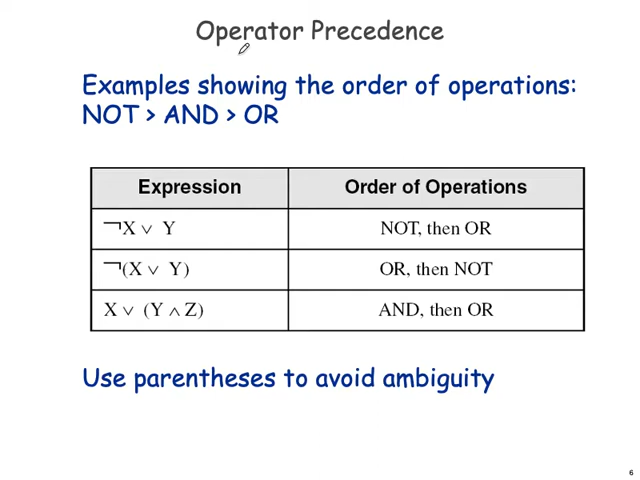 Operator Precedence
Examples showing the order of operations:
NOT > AND > OR
Expression Order of Operations
¬X ∨ Y NOT, then OR
¬(X ∨ Y) OR, then NOT
X ∨ (Y ∧ Z) AND, then OR
Use parentheses to avoid ambiguity
6